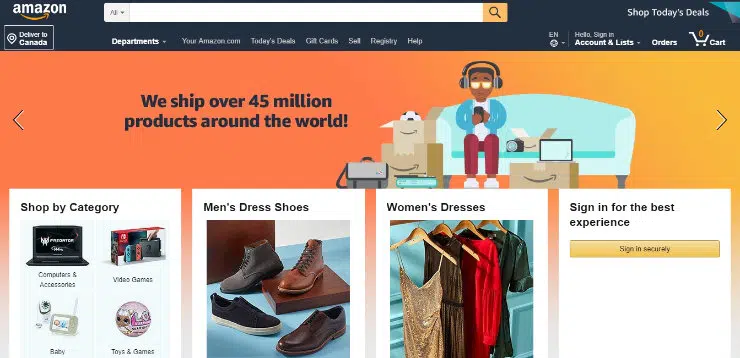 amazon
All
Shop Today's Deals
Deliver to
Canada
Departments
Your Amazon.com
Today's Deals
Gift Cards
Sell
Registry
Help
EN
Hello, Sign in
Account & Lists
Orders
0
Cart
We ship over 45 million
products around the world!
Shop by Category
Men's Dress Shoes
Women's Dresses
Sign in for the best
experience
Sign in securely
PREDATOR
Computers &
Accessories
Video Games
Baby
Toys & Games